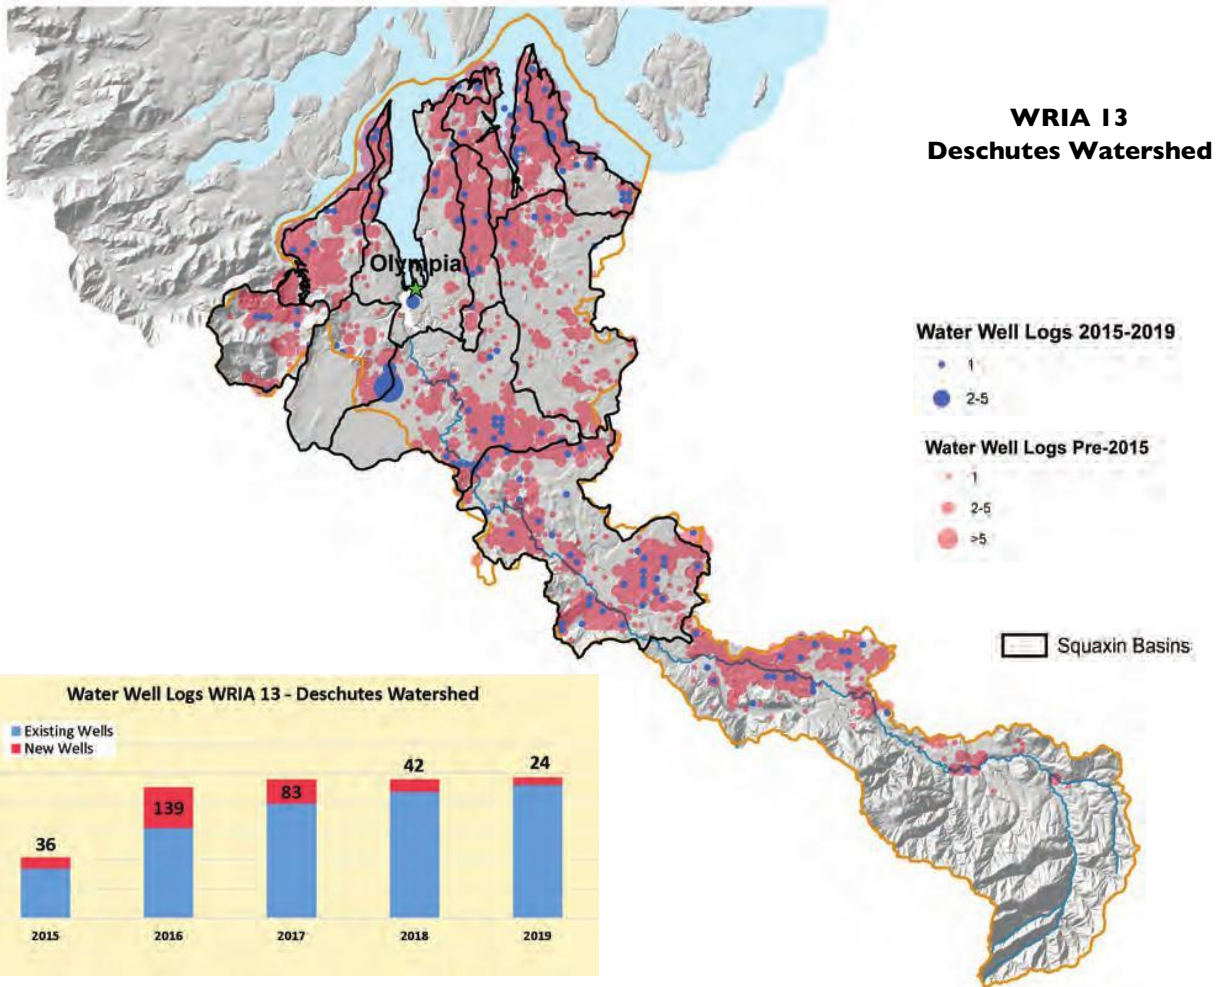 WRIA 13
Deschutes Watershed
Olympia
Water Well Logs 2015-2019
1
2-5
Water Well Logs Pre-2015
1
2-5
>5
Squaxin Basins
Water Well Logs WRIA 13 - Deschutes Watershed
Existing Wells
New Wells
36
139
83
42
24
2015
2016
2017
2018
2019